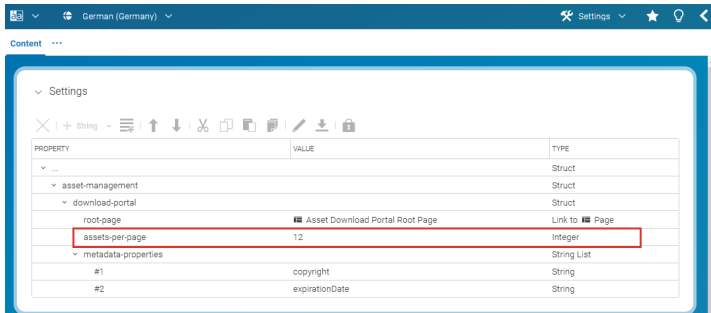 German (Germany) Settings
Content ...
Settings
+ String
PROPERTY VALUE TYPE
... Struct
asset-management Struct
download-portal Struct
root-page Asset Download Portal Root Page Link to Page
assets-per-page 12 Integer
metadata-properties String List
#1 copyright String
#2 expirationDate String